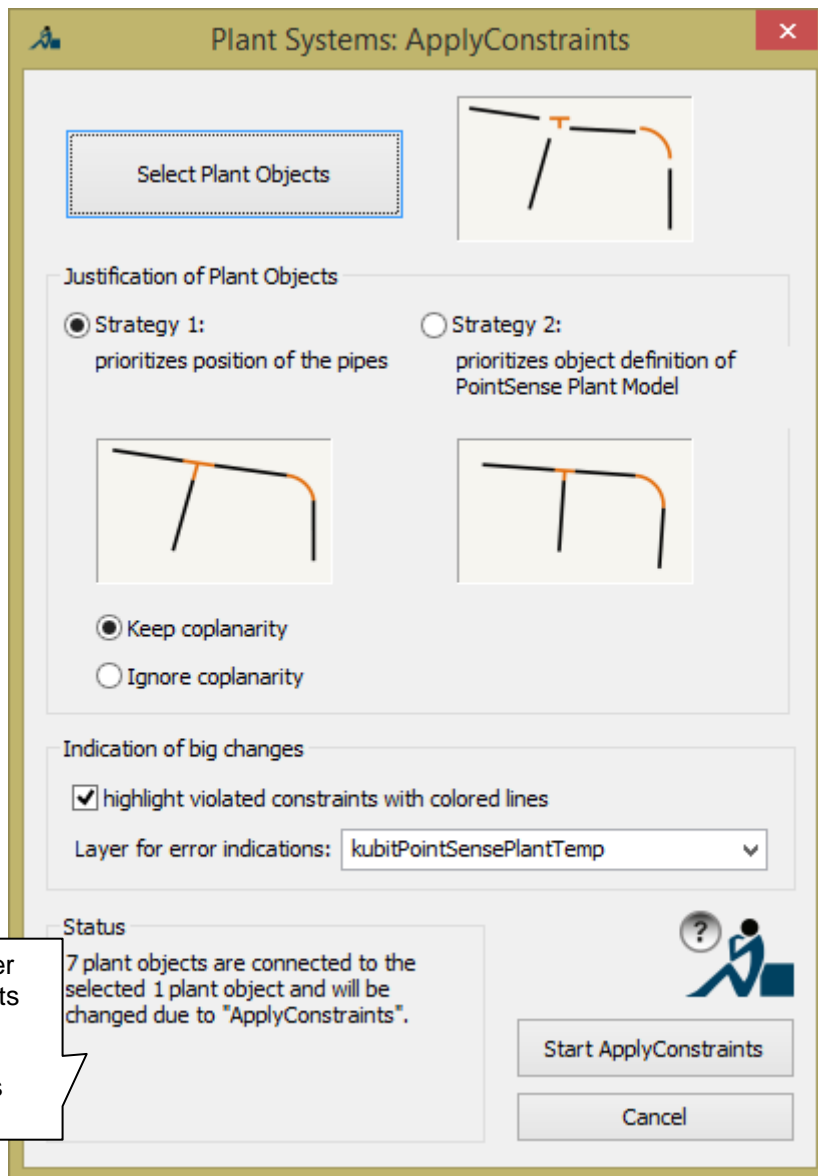 Plant Systems: ApplyConstraints
Select Plant Objects
Justification of Plant Objects
Strategy 1:
prioritizes position of the pipes
Strategy 2:
prioritizes object definition of
PointSense Plant Model
Keep coplanarity
Ignore coplanarity
Indication of big changes
highlight violated constraints with colored lines
Layer for error indications: kubitPointSensePlantTemp
Status
7 plant objects are connected to the
selected 1 plant object and will be
changed due to "ApplyConstraints".
?
Start ApplyConstraints
Cancel